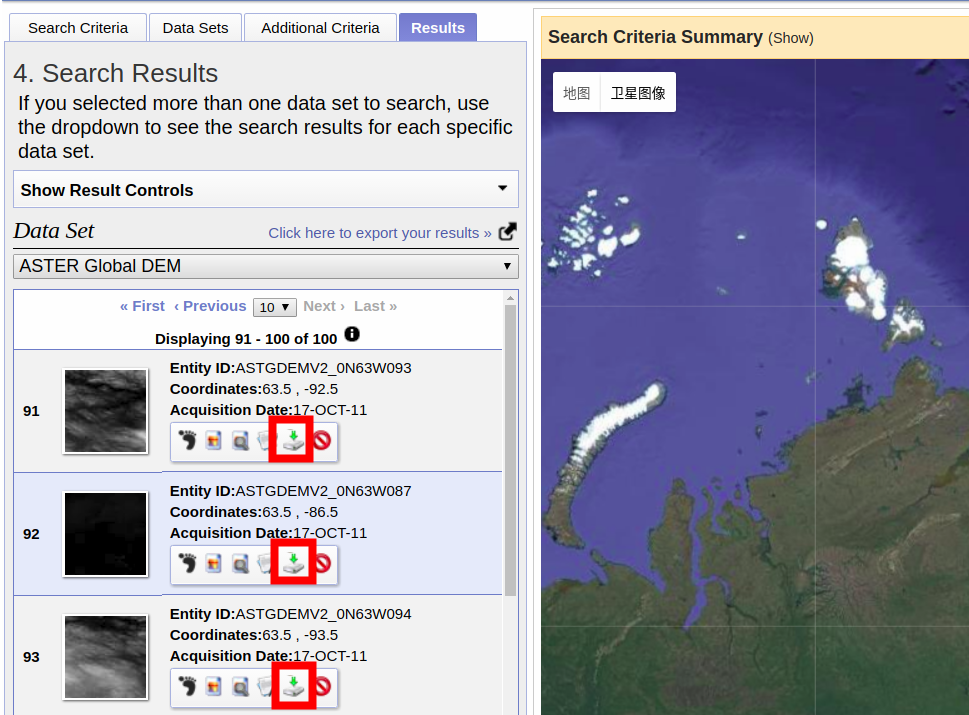 Search Criteria
Data Sets
Additional Criteria
Results
4. Search Results
If you selected more than one data set to search, use
the dropdown to see the search results for each specific
data set.
Show Result Controls
Data Set
Click here to export your results »
ASTER Global DEM
« First ‹ Previous 10 Next › Last »
Displaying 91 - 100 of 100
91
Entity ID:ASTGDEMV2_0N63W093
Coordinates:63.5 , -92.5
Acquisition Date:17-OCT-11
92
Entity ID:ASTGDEMV2_0N63W087
Coordinates:63.5 , -86.5
Acquisition Date:17-OCT-11
93
Entity ID:ASTGDEMV2_0N63W094
Coordinates:63.5 , -93.5
Acquisition Date:17-OCT-11
Search Criteria Summary (Show)
地图
卫星图像